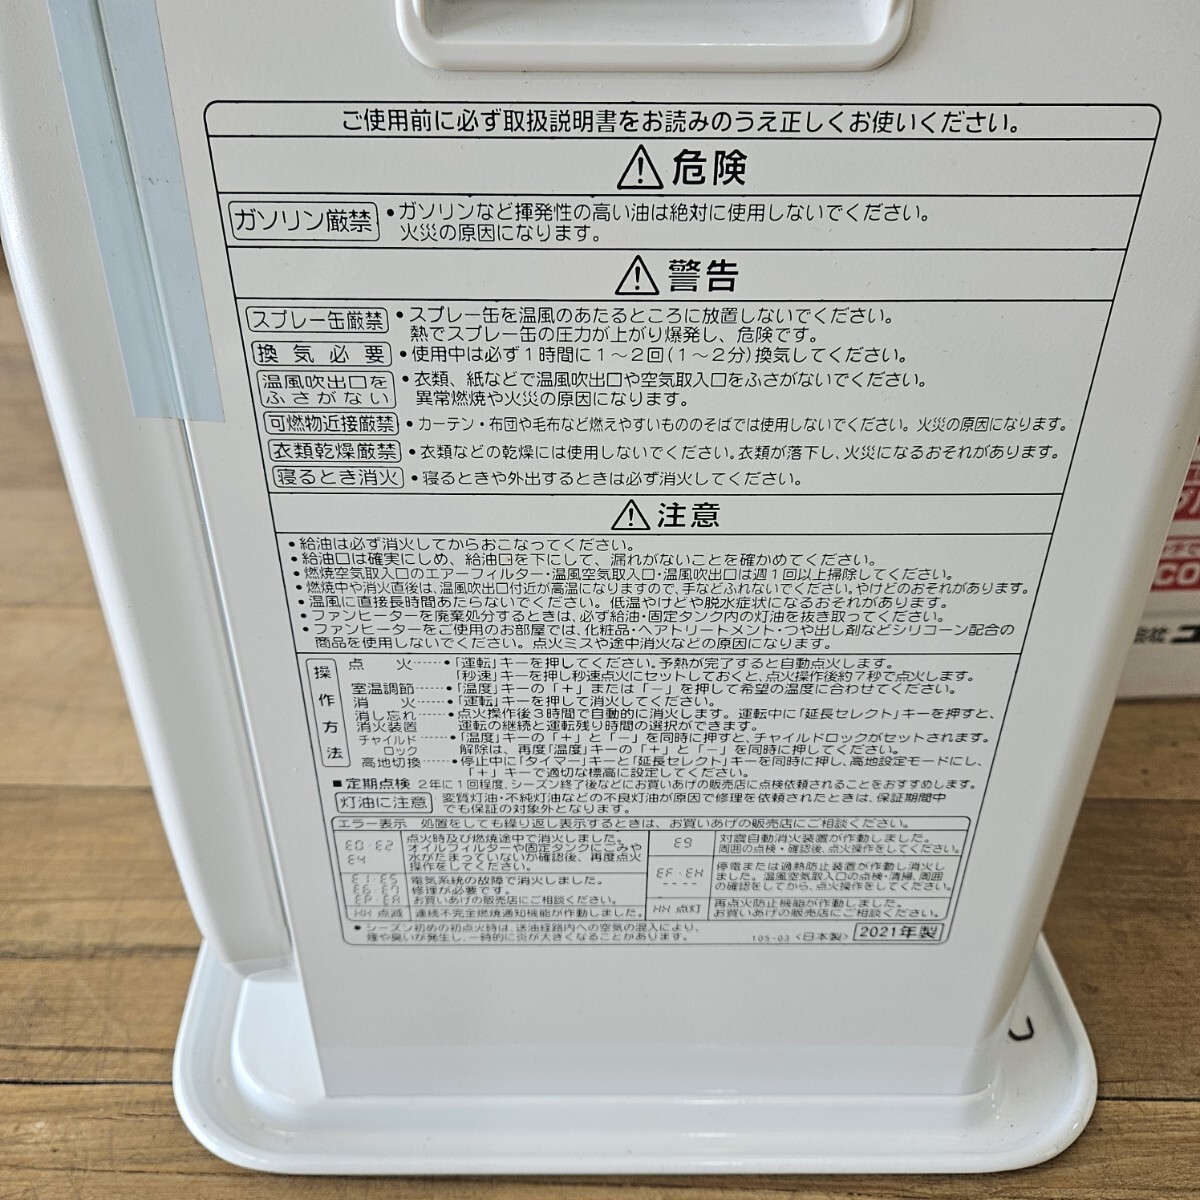 ご使用前に必ず取扱説明書をお読みのうえ正しくお使いください。
⚠危険
ガソリン厳禁
•ガソリンなど揮発性の高い油は絶対に使用しないでください。
火災の原因になります。
⚠警告
スプレー缶厳禁
•スプレー缶を温風のあたるところに放置しないでください。
熱でスプレー缶の圧力が上がり爆発し、危険です。
換気必要
•使用中は必ず1時間に1～2回(1～2分)換気してください。
温風吹出口を
ふさがない
•衣類、紙などで温風吹出口や空気取入口をふさがないでください。
異常燃焼や火災の原因になります。
可燃物近接厳禁
•カーテン・布団や毛布など燃えやすいもののそばでは使用しないでください。火災の原因になります。
衣類乾燥厳禁
•衣類などの乾燥には使用しないでください。衣類が落下し、火災になるおそれがあります。
寝るとき消火
•寝るときや外出するときは必ず消火してください。
⚠注意
•給油は必ず消火してからおこなってください。
•給油口は確実にしめ、給油口を下にして、漏れがないことを確かめてください。
•燃焼空気取入口のエアーフィルター・温風空気取入口・温風吹出口は週1回以上掃除してください。
•燃焼中や消火直後は、温風吹出口付近が高温になりますので、手などふれないでください。やけどのおそれがあります。
•温風に直接長時間あたらないでください。低温やけどや脱水症状になるおそれがあります。
•ファンヒーターを廃棄処分するときは、必ず給油・固定タンク内の灯油を抜き取ってください。
•ファンヒーターをご使用のお部屋では、化粧品・ヘアトリートメント・つや出し剤などシリコーン配合の
商品を使用しないでください。点火ミスや途中消火の原因になります。
操作方法
点火……•「運転」キーを押してください。予熱が完了すると自動点火します。
「秒速」キーを押し秒速点火にセットしておくと、点火操作後約7秒で点火します。
室温調節……•「温度」キーの「+」または「-」を押して希望の温度に合わせてください。
消火……•「運転」キーを押して消火してください。
消し忘れ
消火装置
……•点火操作後3時間で自動的に消火します。運転中に「延長セレクト」キーを押すと、
運転の継続と運転残り時間の選択ができます。
チャイルド
ロック
……•「温度」キーの「+」と「-」を同時に押すと、チャイルドロックがセットされます。
解除は、再度「温度」キーの「+」と「-」を同時に押してください。
高地切換……•停止中に「タイマー」キーと「延長セレクト」キーを同時に押し、高地設定モードにし、
「+」キーで適切な標高に設定してください。
■定期点検 2年に1回程度、シーズン終了後などにお買いあげの販売店に点検依頼されることをおすすめします。
灯油に注意
変質灯油・不純灯油などの不良灯油が原因で修理を依頼されたときは、保証期間中
でも保証の対象外となります。
エラー表示 処置をしても繰り返し表示するときは、お買いあげの販売店にご相談ください。
E0・E2
E4
点火時及び燃焼途中で消火しました。
オイルフィルターや固定タンクにごみや
水がたまっていないか確認後、再度点火
操作をしてください。
E1・E5
E6・E7
EP・EA
電気系統の故障で消火しました。
修理が必要です。
お買いあげの販売店にご相談ください。
HH 点滅
連続不完全燃焼通知機能が作動しました。
E9
対震自動消火装置が作動しました。
周囲の点検・確認後、点火操作をしてください。
EF・EH
----
停電または過熱防止装置が作動し消火し
ました。温風空気取入口の点検・清掃、周囲
の確認をしてから、点火操作をしてください。
HH 点灯
再点火防止機能が作動しました。
お買いあげの販売店にご相談ください。
•シーズン初めの初点火時は、送油経路内への空気の混入により、
煙や臭いが発生し、一時的に炎が大きくなることがあります。
105-03 <日本製> 2021年製